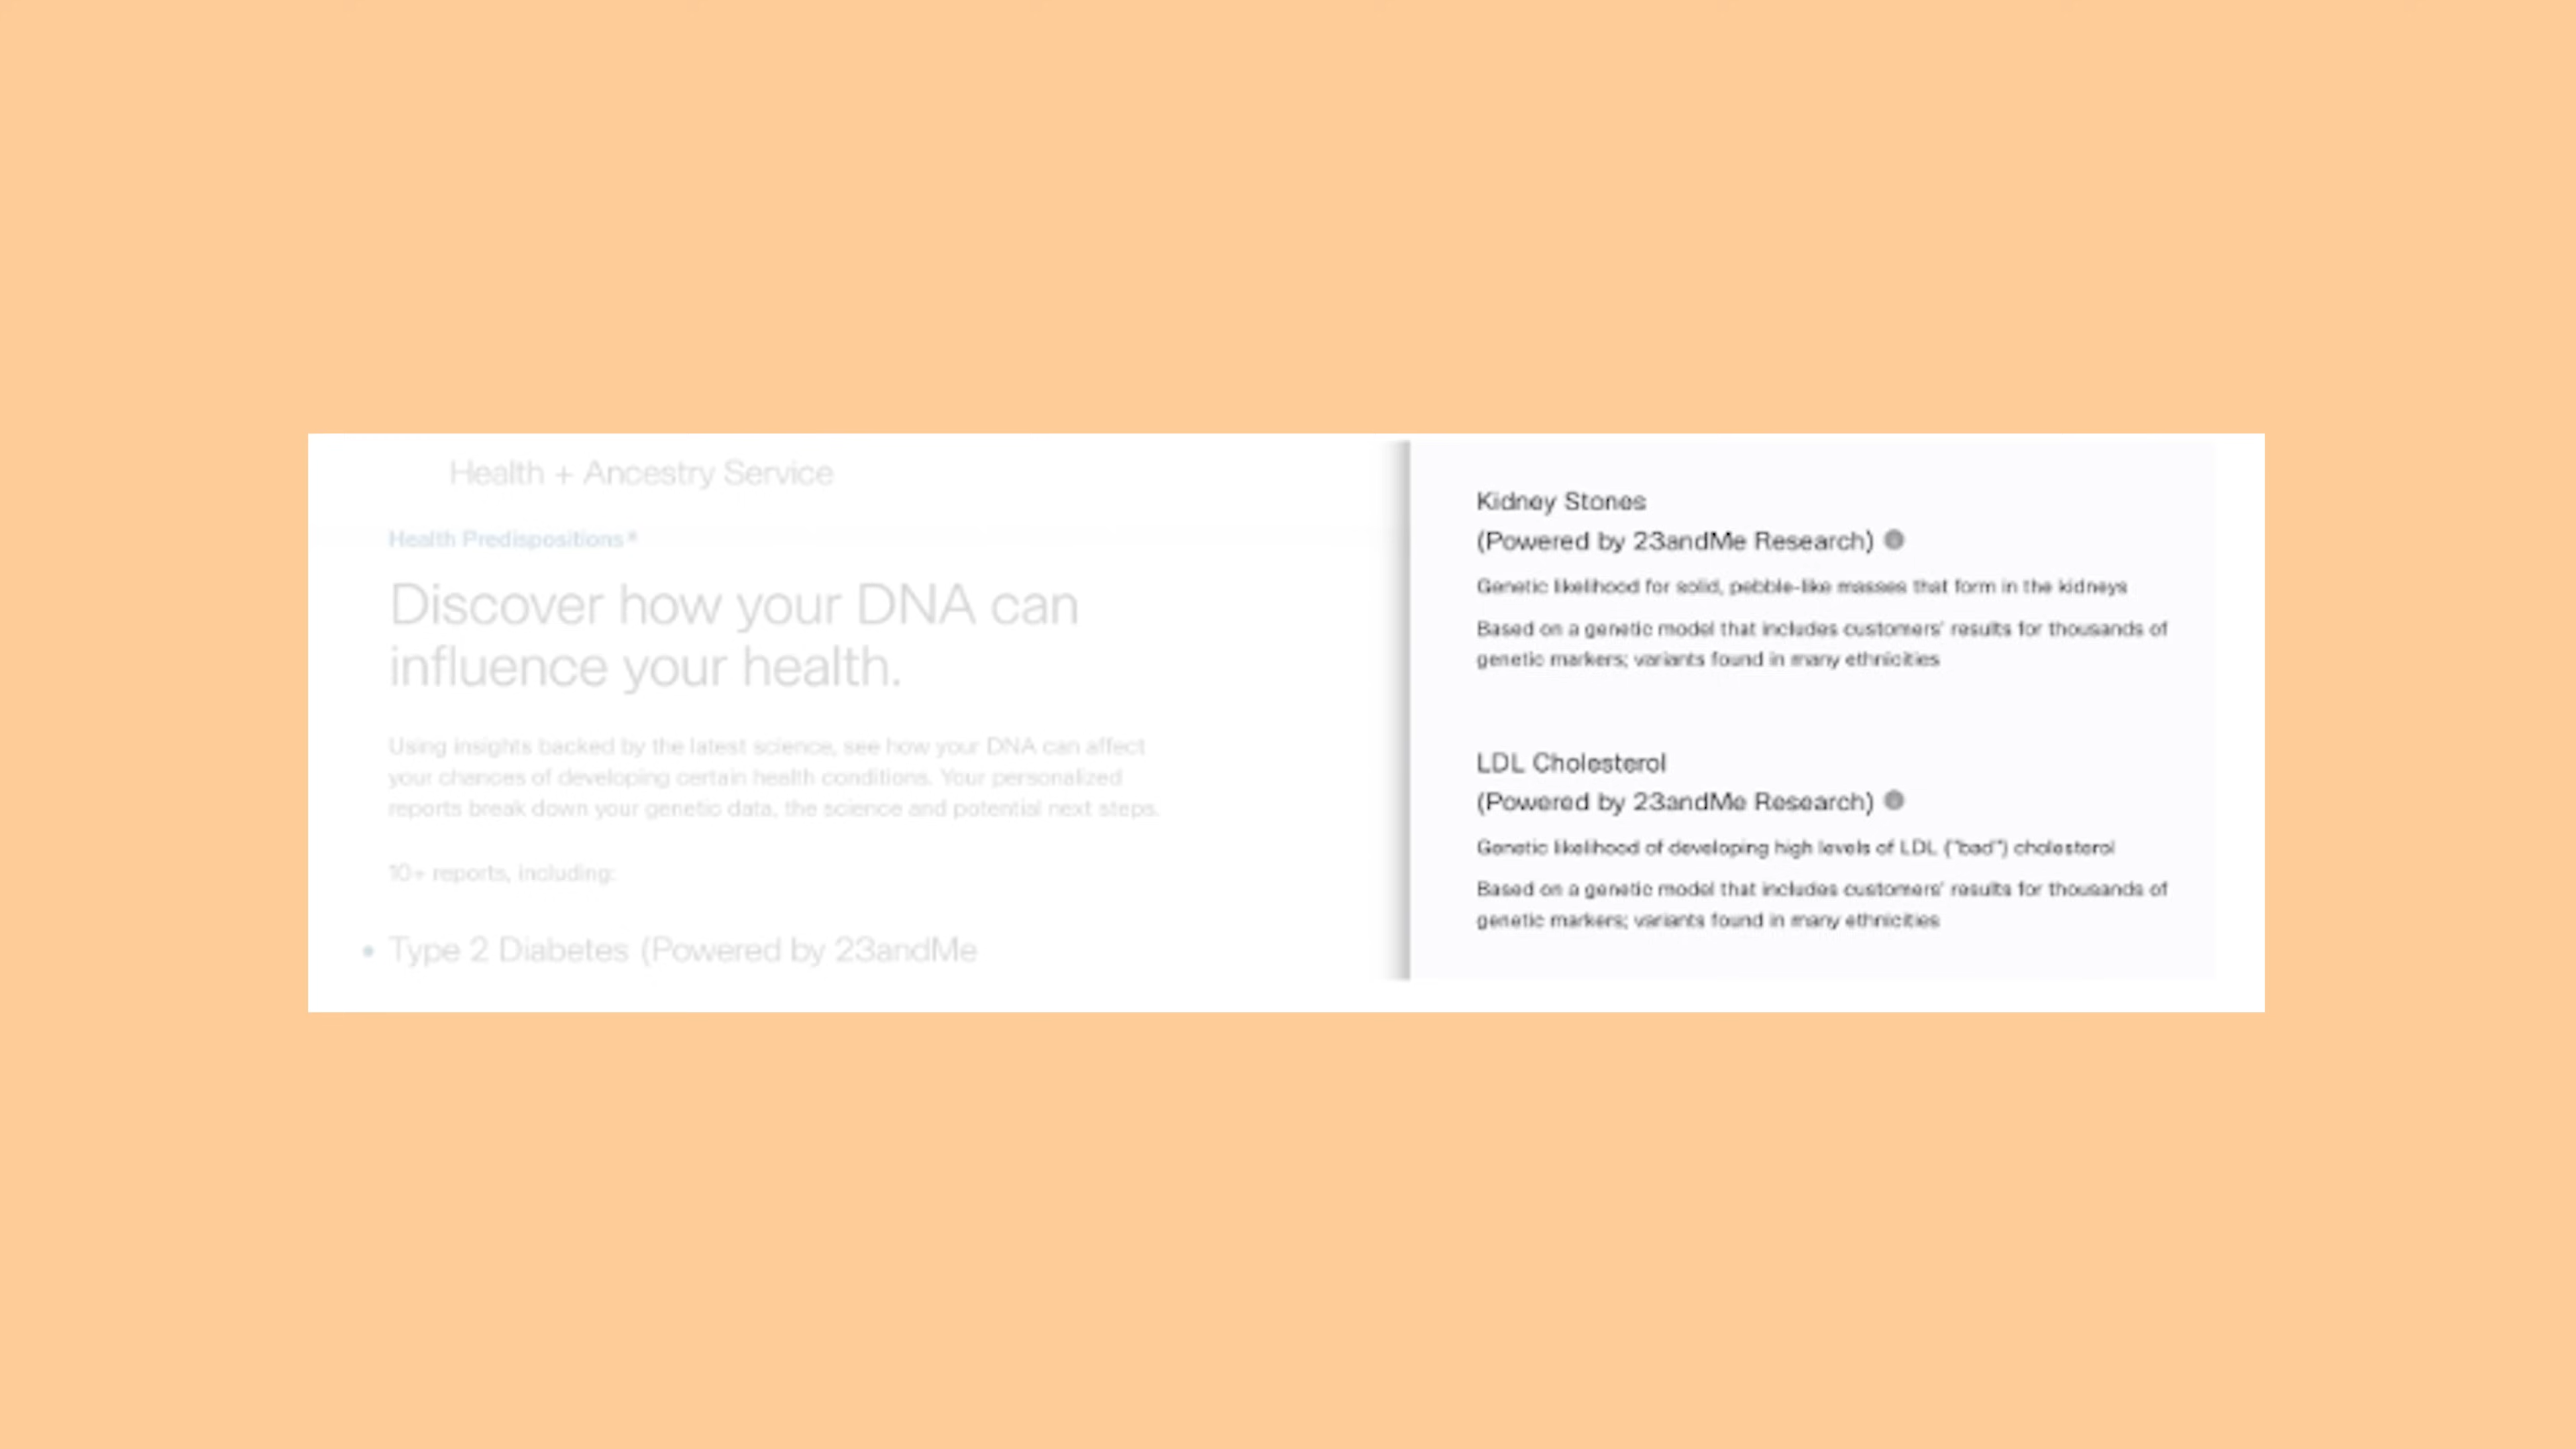 Health + Ancestry Service
Health Predispositions*
Discover how your DNA can
influence your health.
Using insights backed by the latest science, see how your DNA can affect
your chances of developing certain health conditions. Your personalized
reports break down your genetic data, the science and potential next steps.
10+ reports, including:
• Type 2 Diabetes (Powered by 23andMe
Kidney Stones
(Powered by 23andMe Research)
Genetic likelihood for solid, pebble-like masses that form in the kidneys
Based on a genetic model that includes customers' results for thousands of
genetic markers; variants found in many ethnicities
LDL Cholesterol
(Powered by 23andMe Research)
Genetic likelihood of developing high levels of LDL ("bad") cholesterol
Based on a genetic model that includes customers' results for thousands of
genetic markers; variants found in many ethnicities